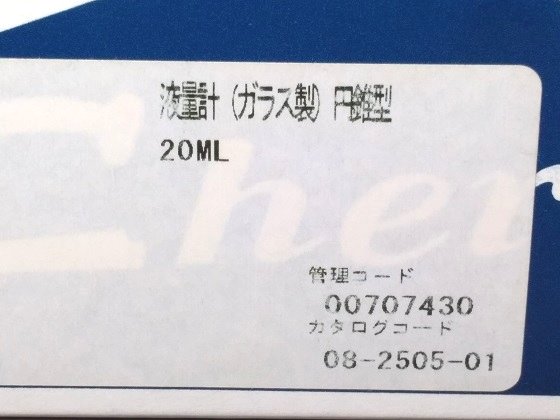 液量計（ガラス製）円錐型
20ML
Chem
管理コード
00707430
カタログコード
08-2505-01